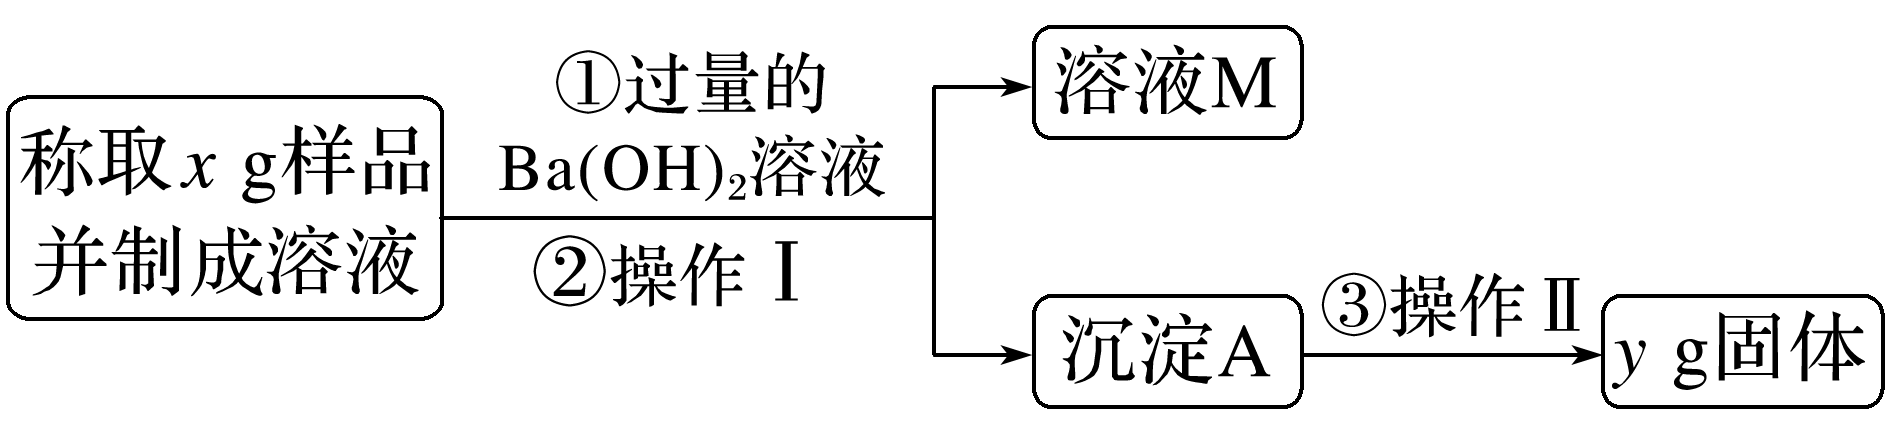 称取x g样品
并制成溶液
①过量的
Ba(OH)₂溶液
②操作Ⅰ
溶液M
沉淀A
③操作Ⅱ
y g固体